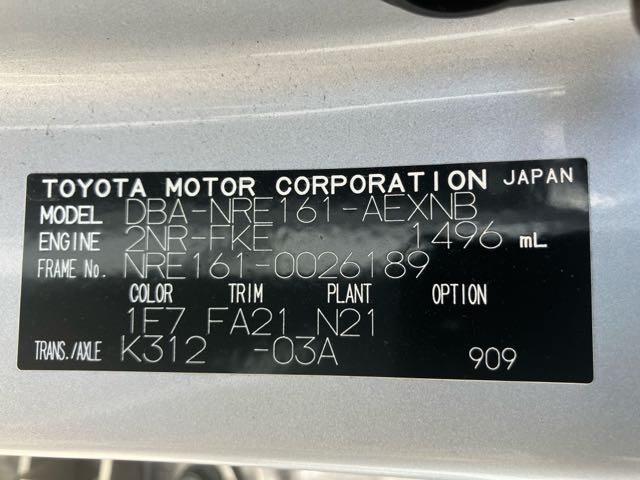 TOYOTA MOTOR CORPORATION JAPAN
MODEL DBA-NRE161-AEXNB
ENGINE 2NR-FKE 1496 mL
FRAME No. NRE161-0026189
COLOR TRIM PLANT OPTION
1F7 FA21 N21
TRANS./AXLE K312 -03A 909